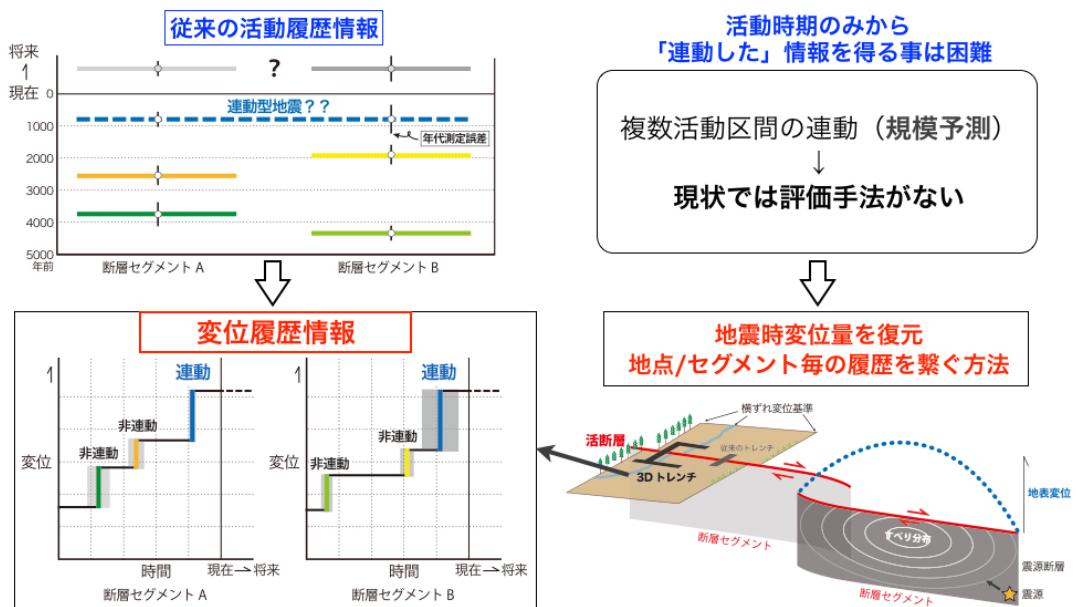 従来の活動履歴情報
将来
現在
0
?
連動型地震??
年代測定誤差
1000
2000
3000
4000
5000
年前
断層セグメント A
断層セグメント B
活動時期のみから
「連動した」情報を得る事は困難
複数活動区間の連動（規模予測）
↓
現状では評価手法がない
変位履歴情報
変位
非連動
非連動
連動
時間
現在→将来
断層セグメント A
変位
非連動
非連動
連動
時間
現在→将来
断層セグメント B
地震時変位量を復元
地点/セグメント毎の履歴を繋ぐ方法
横ずれ変位基準
活断層
従来のトレンチ
3Dトレンチ
断層セグメント
地表変位
すべり分布
震源断層
震源
断層セグメント